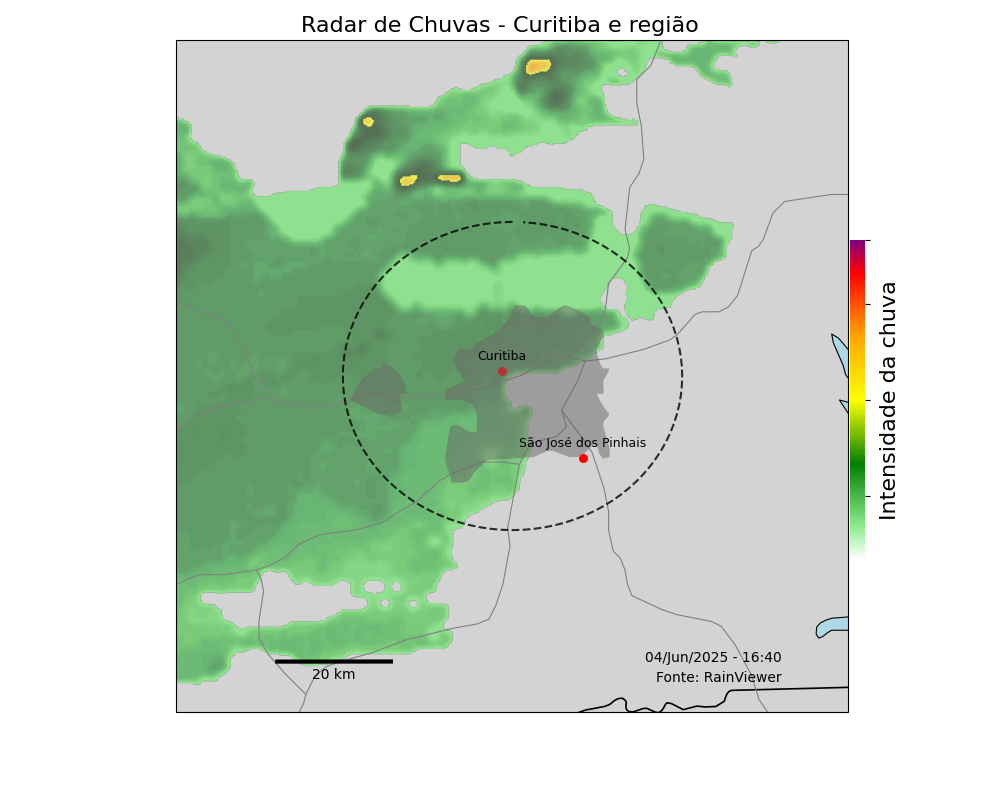 Radar de Chuvas - Curitiba e região
Curitiba
São José dos Pinhais
Intensidade da chuva
20 km
04/Jun/2025 - 16:40
Fonte: RainViewer